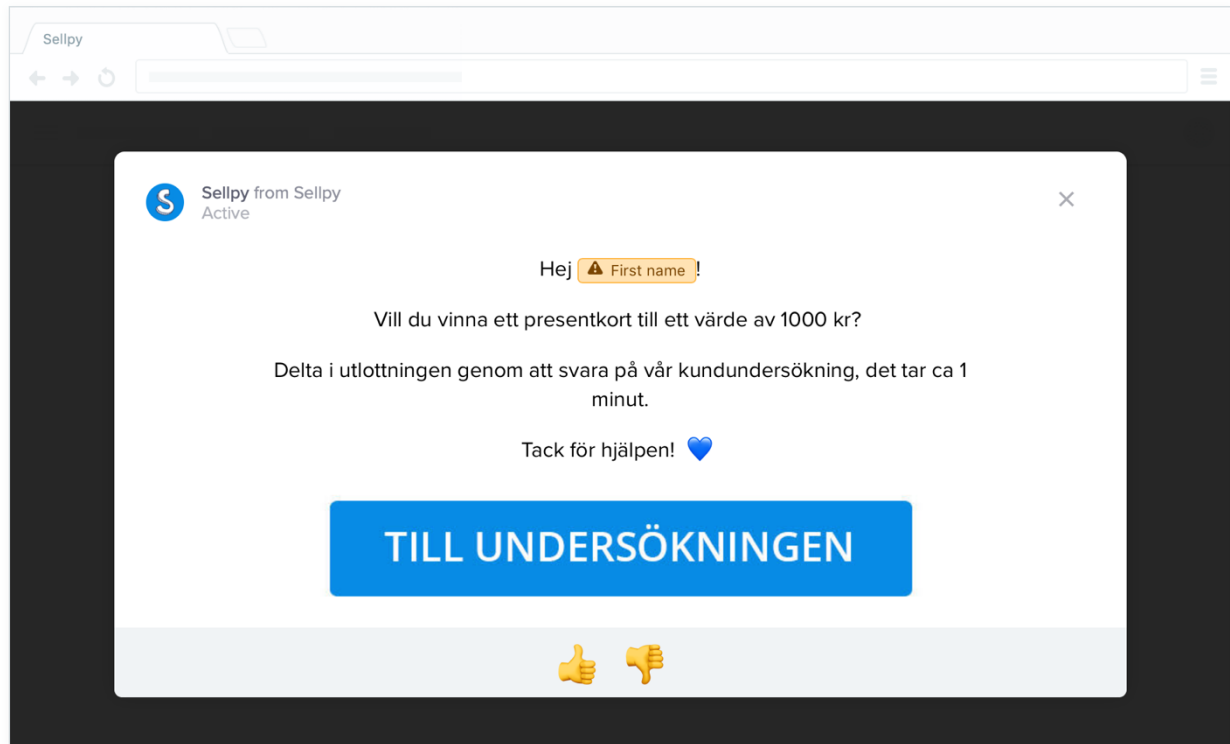 Sellpy
Sellpy from Sellpy
Active
Hej First name!
Vill du vinna ett presentkort till ett värde av 1000 kr?
Delta i utlottningen genom att svara på vår kundundersökning, det tar ca 1
minut.
Tack för hjälpen! 💙
TILL UNDERSÖKNINGEN